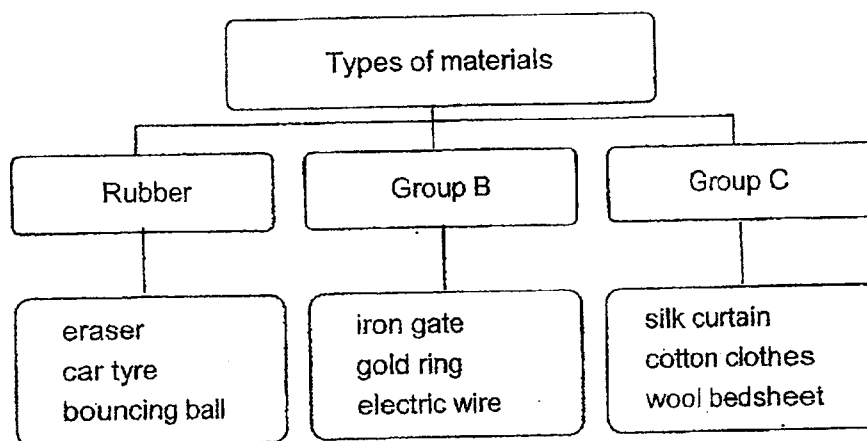 Types of materials
Rubber
Group B
Group C
eraser
car tyre
bouncing ball
iron gate
gold ring
electric wire
silk curtain
cotton clothes
wool bedsheet